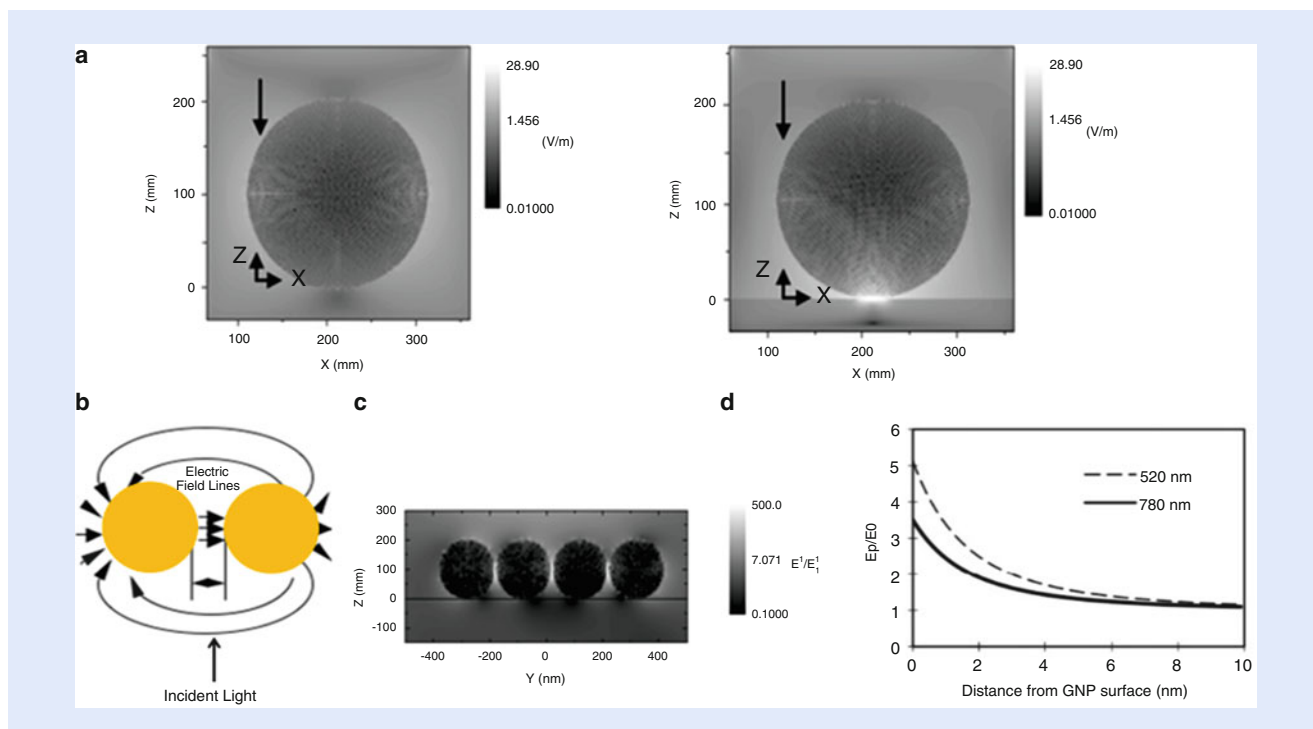 a
28.90
1.456
(V/m)
0.01000
200
100
0
Z (mm)
Z
X
100 200 300
X (mm)
28.90
1.456
(V/m)
0.01000
200
100
0
Z (mm)
Z
X
100 200 300
X (mm)
b
Electric
Field Lines
Incident Light
c
300
200
100
0
-100
Z (mm)
-400 -200 0 200 400
Y (nm)
500.0
7.071
0.1000
d
6
5
4
3
2
1
0
Ep/E0
520 nm
780 nm
0 2 4 6 8 10
Distance from GNP surface (nm)